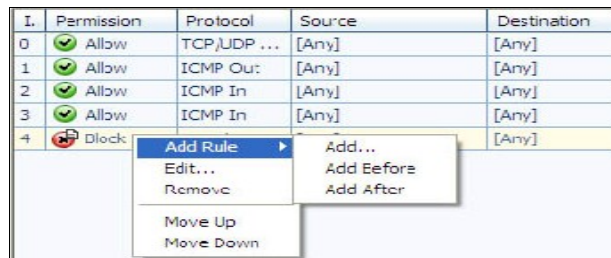 I. Permission Protocol Source Destination
0 Allow TCP/UDP ... [Any] [Any]
1 Allow ICMP Out [Any] [Any]
2 Allow ICMP In [Any] [Any]
3 Allow ICMP In [Any] [Any]
4 Block [Any]
Add Rule
Edit...
Remove
Move Up
Move Down
Add...
Add Before
Add After